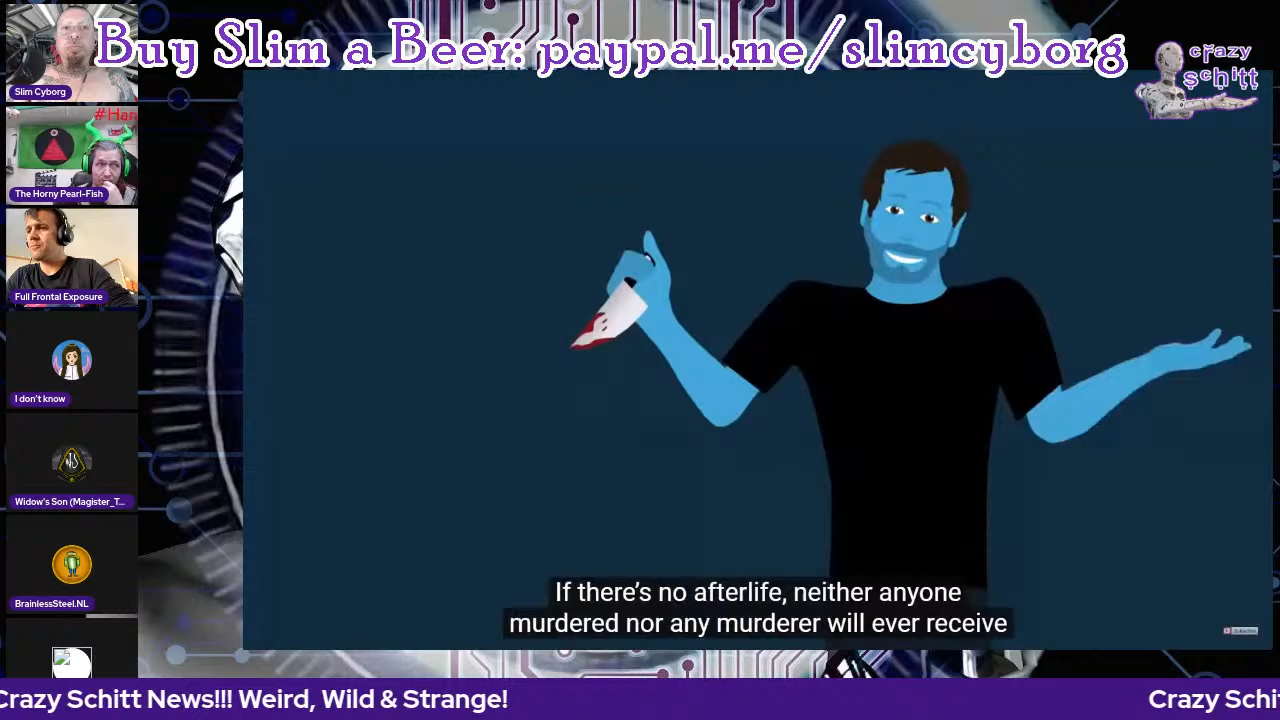 Buy Slim a Beer: paypal.me/slimcyborg
crazy
schitt
Slim Cyborg
#Han
The Horny Pearl-Fish
Full Frontal Exposure
I don't know
Widow's Son (Magister_T...
BrainlessSteel.NL
If there's no afterlife, neither anyone
murdered nor any murderer will ever receive
Crazy Schitt News!!! Weird, Wild & Strange!
Crazy Schi